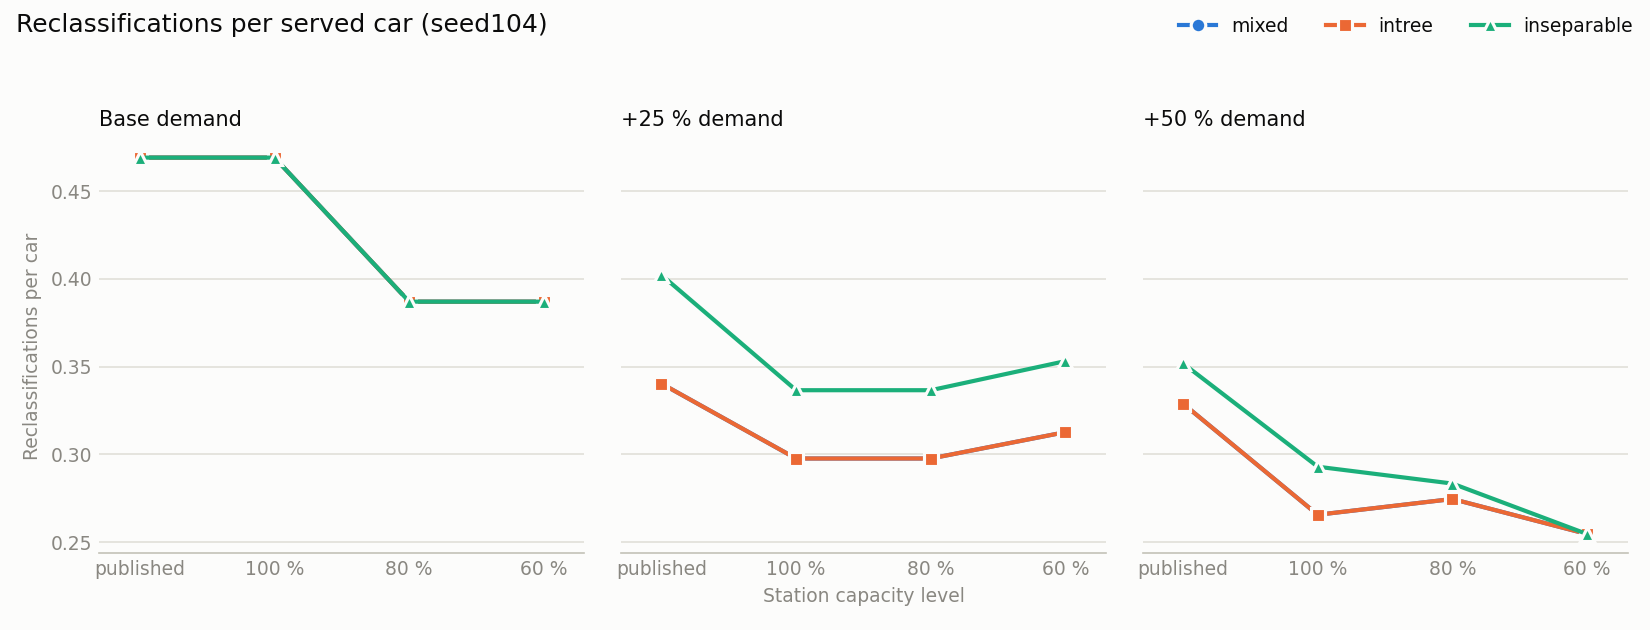 Reclassifications per served car (seed104)
mixed
intree
inseparable
Base demand
+25 % demand
+50 % demand
Reclassifications per car
0.45
0.40
0.35
0.30
0.25
published 100 % 80 % 60 %
published 100 % 80 % 60 %
published 100 % 80 % 60 %
Station capacity level